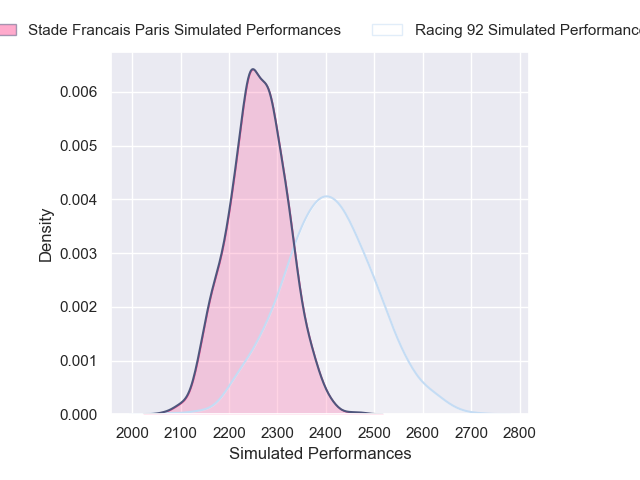 Stade Francais Paris Simulated Performances
Racing 92 Simulated Performanc
0.006
0.005
0.004
0.003
0.002
0.001
0.000
Density
2000 2100 2200 2300 2400 2500 2600 2700 2800
Simulated Performances